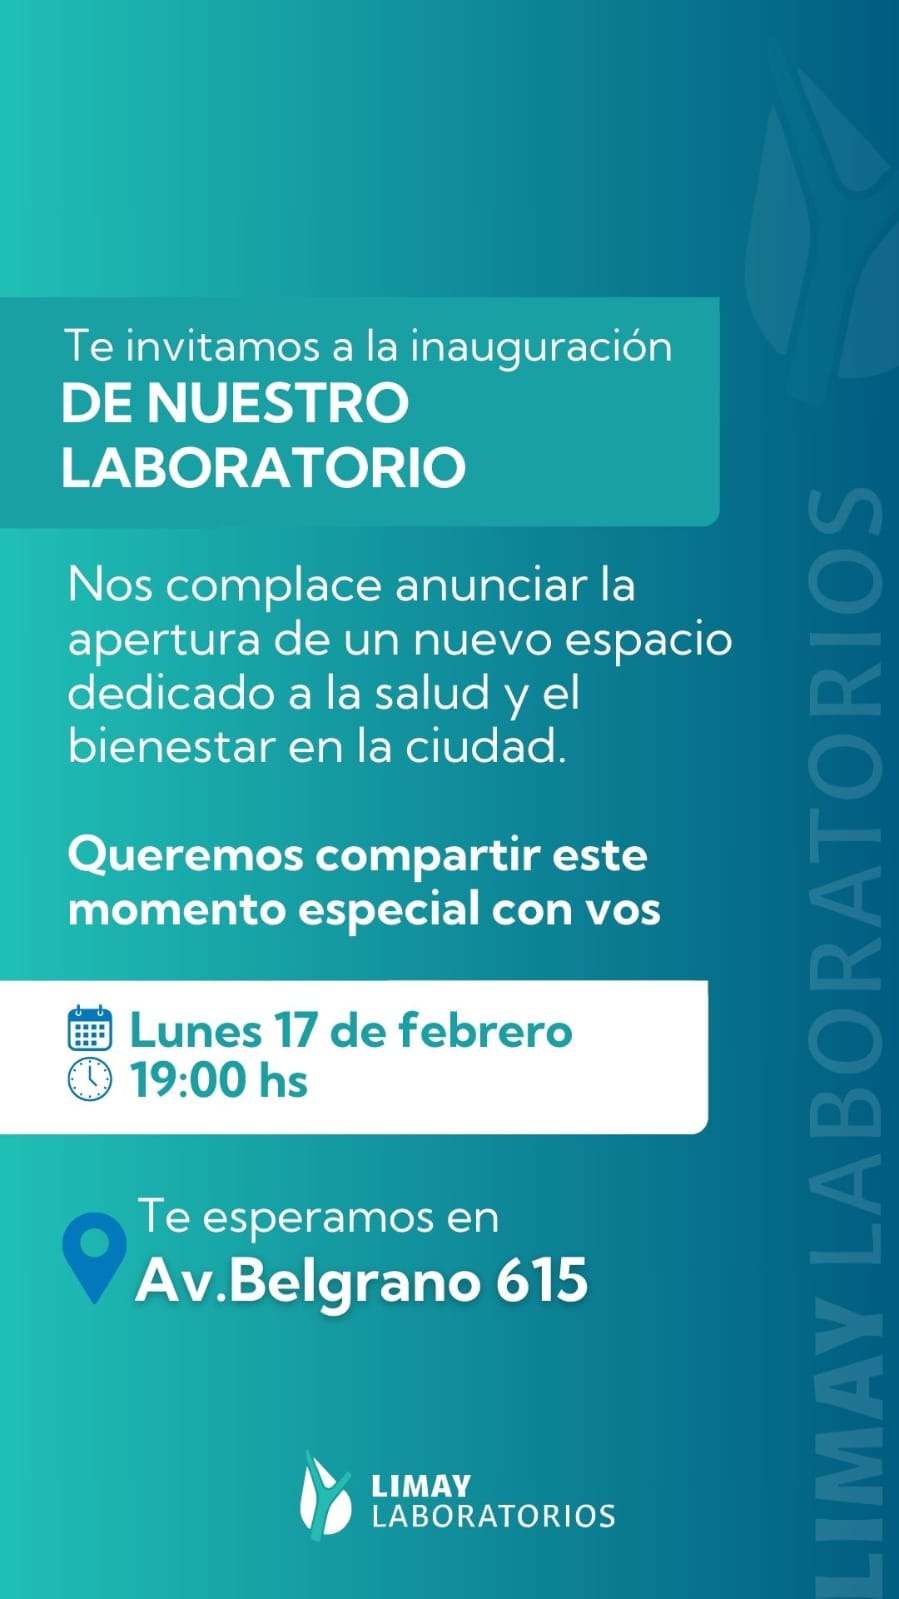 Te invitamos a la inauguración
DE NUESTRO
LABORATORIO
Nos complace anunciar la
apertura de un nuevo espacio
dedicado a la salud y el
bienestar en la ciudad.
Queremos compartir este
momento especial con vos
Lunes 17 de febrero
19:00 hs
Te esperamos en
Av.Belgrano 615
LIMAY
LABORATORIOS
LIMAY LABORATORIOS